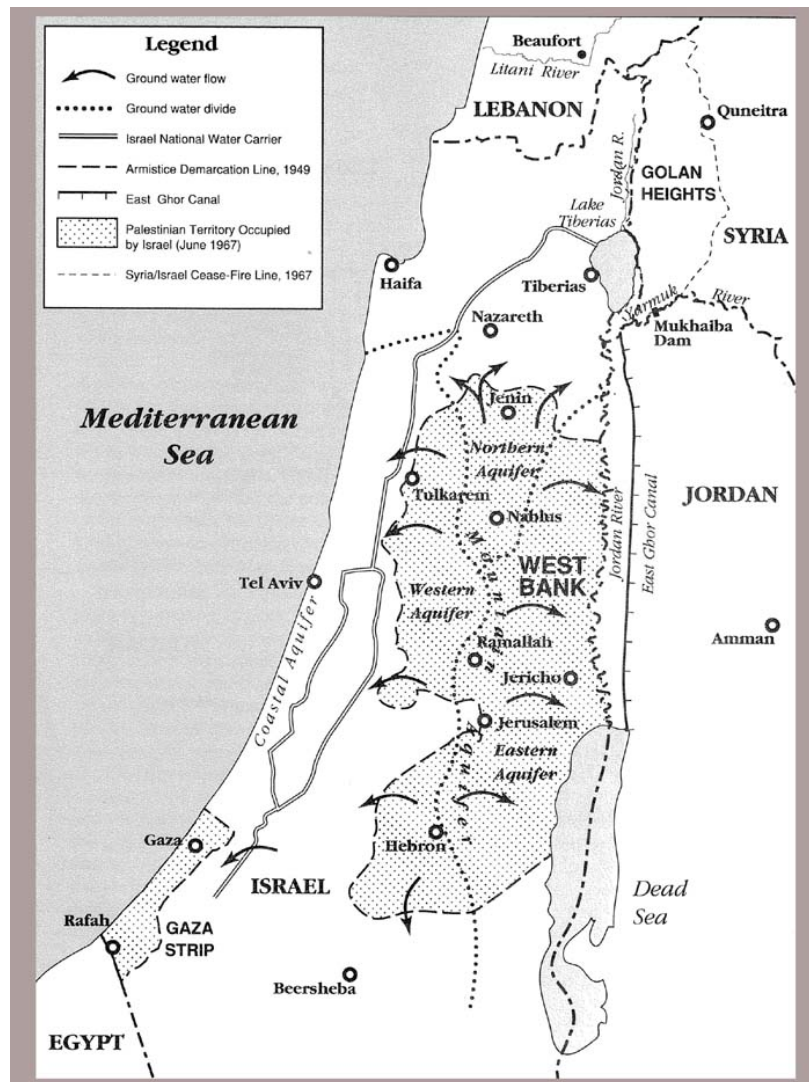 Legend
Ground water flow
Ground water divide
Israel National Water Carrier
Armistice Demarcation Line, 1949
East Ghor Canal
Palestinian Territory Occupied
by Israel (June 1967)
Syria/Israel Cease-Fire Line, 1967
Beaufort
Litani River
LEBANON
Quneitra
Jordan R.
GOLAN
HEIGHTS
Lake
Tiberias
SYRIA
Haifa
Tiberias
Yarmuk River
Nazareth
Mukhaiba
Dam
Mediterranean
Sea
Jenin
Northern
Aquifer
Tulkarem
Nablus
JORDAN
Jordan River
East Ghor Canal
WEST
BANK
Mountain Aquifer
Tel Aviv
Western
Aquifer
Coastal Aquifer
Amman
Ramallah
Jericho
Jerusalem
Eastern
Aquifer
Gaza
Hebron
ISRAEL
Dead
Sea
Rafah
GAZA
STRIP
Beersheba
EGYPT